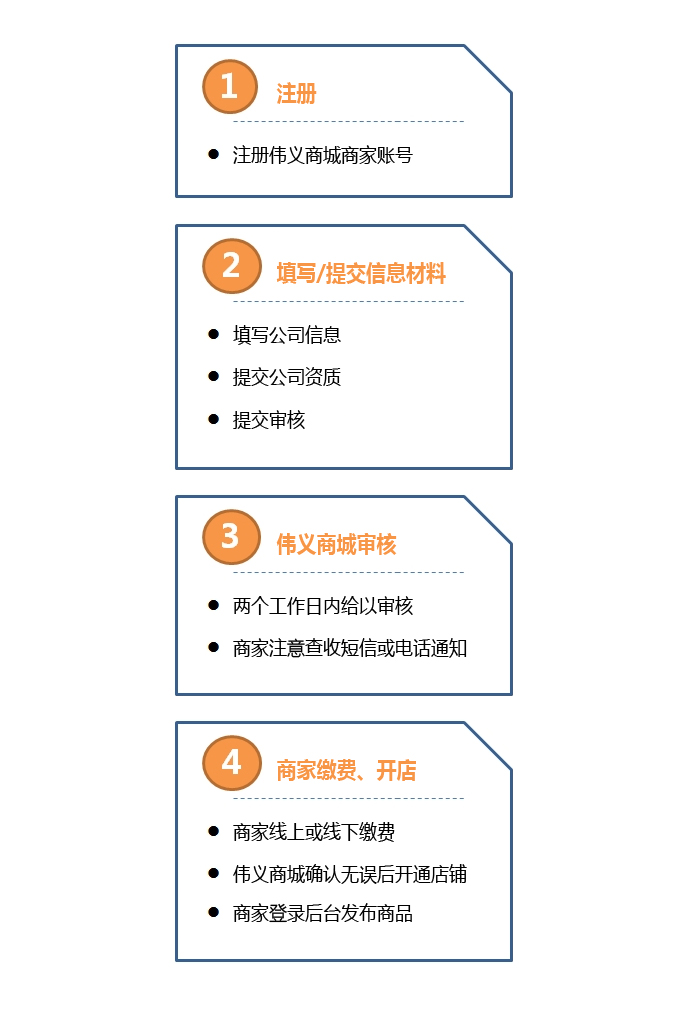 1 注册
● 注册伟义商城商家账号
2 填写/提交信息材料
● 填写公司信息
● 提交公司资质
● 提交审核
3 伟义商城审核
● 两个工作日内给以审核
● 商家注意查收短信或电话通知
4 商家缴费、开店
● 商家线上或线下缴费
● 伟义商城确认无误后开通店铺
● 商家登录后台发布商品